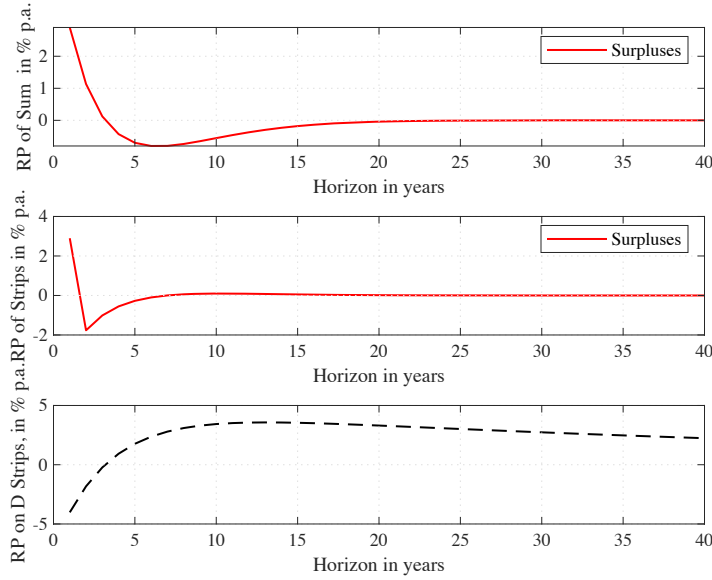 RP of Sum in % p.a.
2
1
0
Surpluses
0 5 10 15 20 25 30 35 40
Horizon in years
RP of Strips in % p.a.
4
2
0
-2
Surpluses
0 5 10 15 20 25 30 35 40
Horizon in years
RP on D Strips, in % p.a.
5
0
-5
0 5 10 15 20 25 30 35 40
Horizon in years